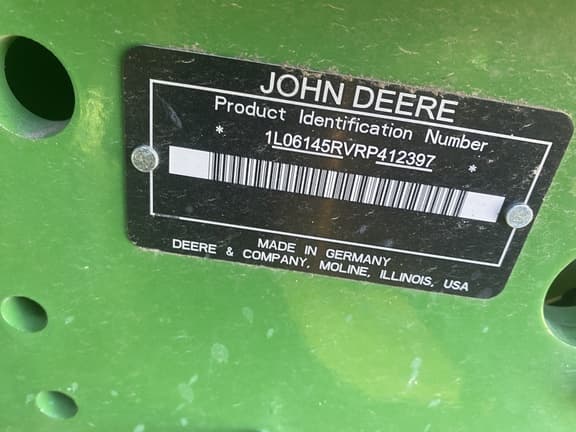 JOHN DEERE
Product Identification Number
* 1L06145RVRP412397 *
MADE IN GERMANY
DEERE & COMPANY, MOLINE, ILLINOIS, USA